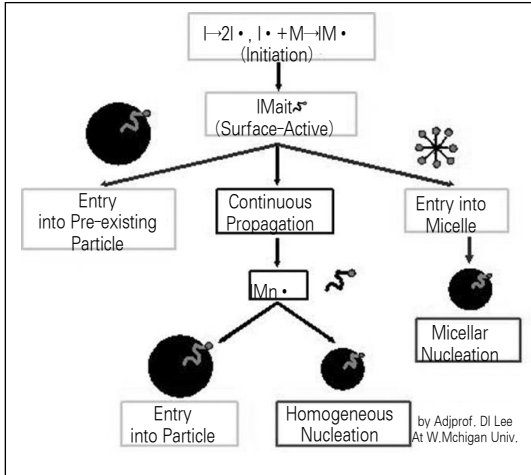 I→2I•, I• + M→IM•
(Initiation)
IMait
(Surface-Active)
Entry
into Pre-existing
Particle
Continuous
Propagation
Entry into
Micelle
IMn •
Micellar
Nucleation
Entry
into Particle
Homogeneous
Nucleation
by Adjprof. DI Lee
At W.Mchigan Univ.